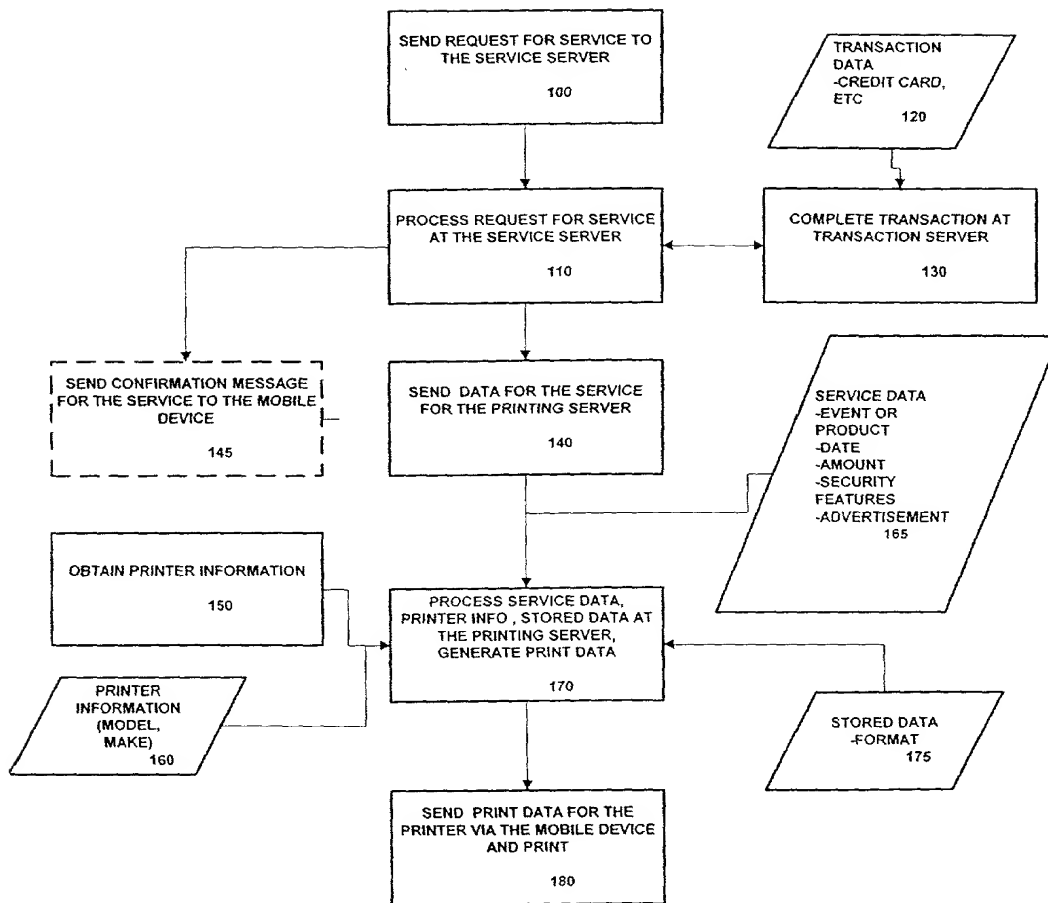 SEND REQUEST FOR SERVICE TO
THE SERVICE SERVER
100
TRANSACTION
DATA
-CREDIT CARD,
ETC
120
PROCESS REQUEST FOR SERVICE
AT THE SERVICE SERVER
110
COMPLETE TRANSACTION AT
TRANSACTION SERVER
130
SEND CONFIRMATION MESSAGE
FOR THE SERVICE TO THE MOBILE
DEVICE
145
SEND DATA FOR THE SERVICE
FOR THE PRINTING SERVER
140
SERVICE DATA
-EVENT OR
PRODUCT
-DATE
-AMOUNT
-SECURITY
FEATURES
-ADVERTISEMENT
165
OBTAIN PRINTER INFORMATION
150
PROCESS SERVICE DATA,
PRINTER INFO , STORED DATA AT
THE PRINTING SERVER,
GENERATE PRINT DATA
170
PRINTER
INFORMATION
(MODEL,
MAKE)
160
STORED DATA
-FORMAT
175
SEND PRINT DATA FOR THE
PRINTER VIA THE MOBILE DEVICE
AND PRINT
180